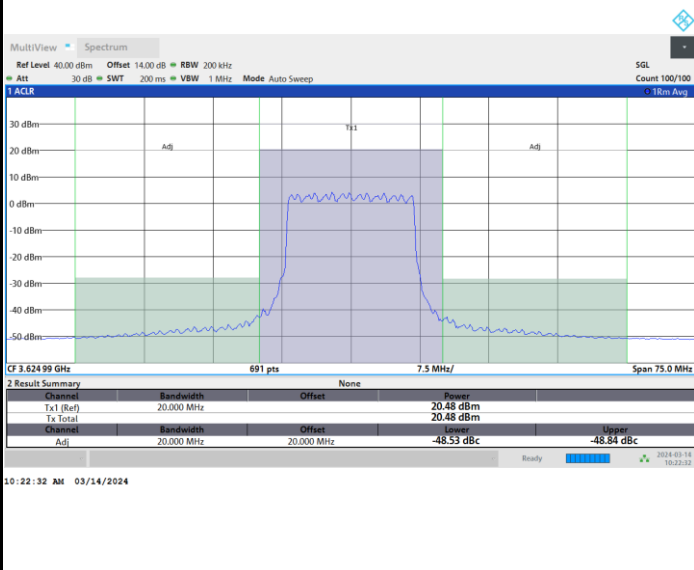 MultiView Spectrum
Ref Level 40.00 dBm Offset 14.00 dB RBW 200 kHz SGL
Att 30 dB SWT 200 ms VBW 1 MHz Mode Auto Sweep Count 100/100
1 ACLR 1Rm Avg
30 dBm
Tx1
Adj Adj
20 dBm
10 dBm
0 dBm
-10 dBm
-20 dBm
-30 dBm
-40 dBm
-50 dBm
CF 3.624 99 GHz 691 pts 7.5 MHz/ Span 75.0 MHz
2 Result Summary None
Channel Bandwidth Offset Power
Tx1 (Ref) 20.000 MHz 20.48 dBm
Tx Total 20.48 dBm
Channel Bandwidth Offset Lower Upper
Adj 20.000 MHz 20.000 MHz -48.53 dBc -48.84 dBc
Ready 2024-03-14
10:22:32
10:22:32 AM 03/14/2024